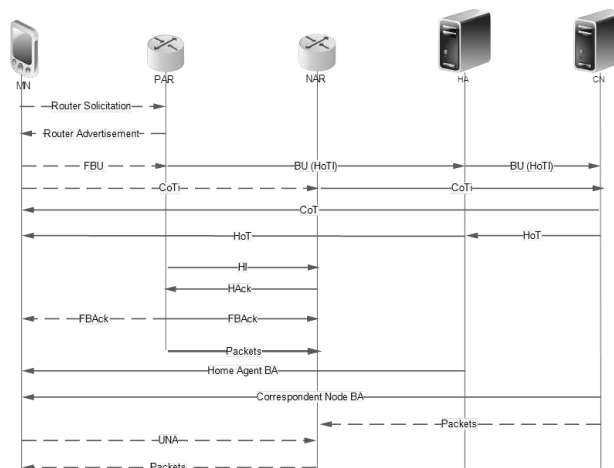 MN
PAR
NAR
HA
CN
Router Solicitation
Router Advertisement
FBU
BU (HoTI)
BU (HoTI)
CoTi
CoTi
CoT
HoT
HoT
HI
HAck
FBAck
FBAck
Packets
Home Agent BA
Correspondent Node BA
Packets
UNA
Packets